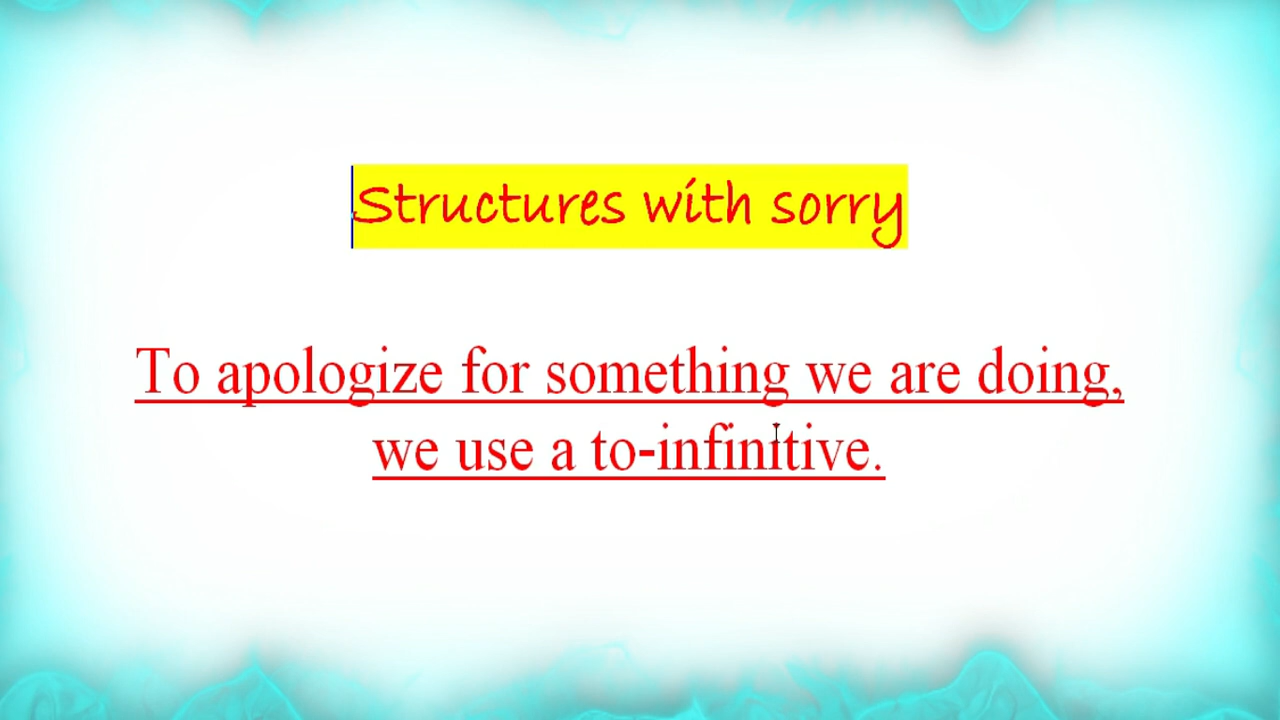 Structures with sorry
To apologize for something we are doing,
we use a to-infinitive.